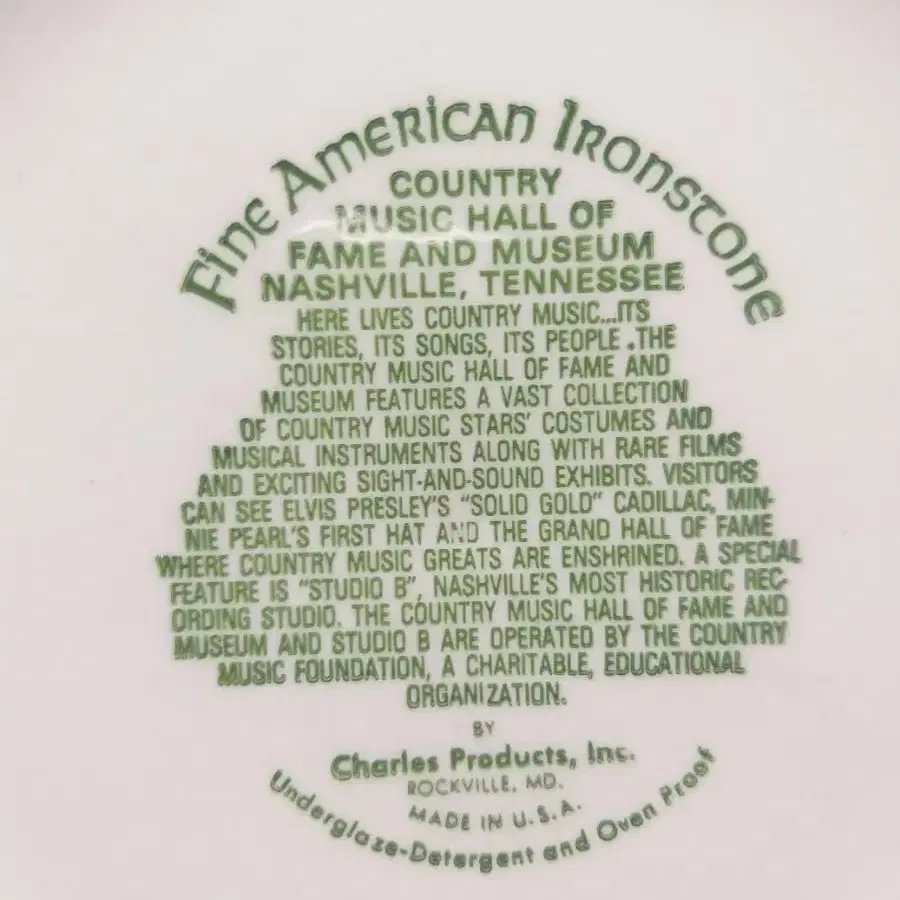 Fine American Ironstone
COUNTRY
MUSIC HALL OF
FAME AND MUSEUM
NASHVILLE, TENNESSEE
HERE LIVES COUNTRY MUSIC...ITS
STORIES, ITS SONGS, ITS PEOPLE .THE
COUNTRY MUSIC HALL OF FAME AND
MUSEUM FEATURES A VAST COLLECTION
OF COUNTRY MUSIC STARS' COSTUMES AND
MUSICAL INSTRUMENTS ALONG WITH RARE FILMS
AND EXCITING SIGHT-AND-SOUND EXHIBITS. VISITORS
CAN SEE ELVIS PRESLEY'S "SOLID GOLD" CADILLAC, MIN-
NIE PEARL'S FIRST HAT AND THE GRAND HALL OF FAME
WHERE COUNTRY MUSIC GREATS ARE ENSHRINED. A SPECIAL
FEATURE IS "STUDIO B", NASHVILLE'S MOST HISTORIC REC-
ORDING STUDIO. THE COUNTRY MUSIC HALL OF FAME AND
MUSEUM AND STUDIO B ARE OPERATED BY THE COUNTRY
MUSIC FOUNDATION, A CHARITABLE, EDUCATIONAL
ORGANIZATION.
BY
Charles Products, Inc.
ROCKVILLE, MD.
MADE IN U.S.A.
Underglaze-Detergent and Oven Proof